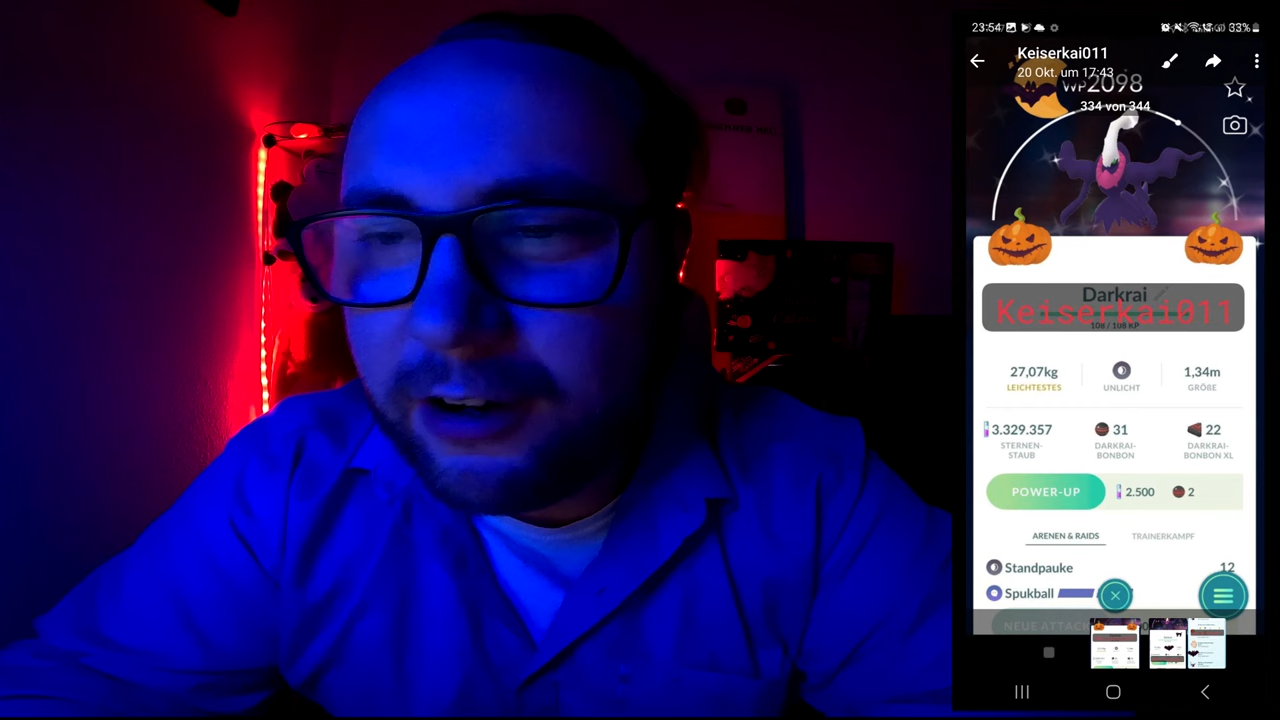 23:54
33%
Keiserkai011
20 Okt. um 17:43
WP2098
334 von 344
Darkrai
Keiserkai011
108 / 108 KP
27,07kg
LEICHTESTES
UNLICHT
1,34m
GRÖßE
3.329.357
STERNEN-
STAUB
31
DARKRAI-
BONBON
22
DARKRAI-
BONBON XL
POWER-UP
2.500
2
ARENEN & RAIDS
TRAINERKAMPF
Standpauke
12
Spukball
NEUE ATTACK